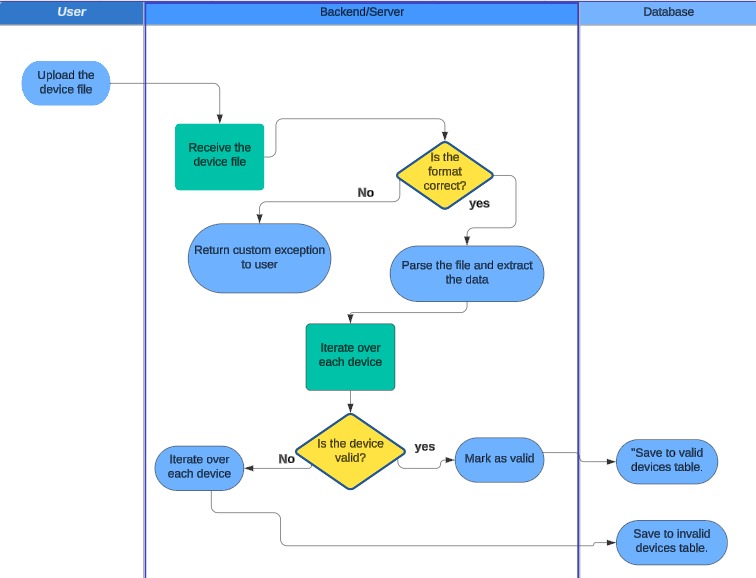 User
Backend/Server
Database
Upload the
device file
Receive the
device file
Is the
format
correct?
No
yes
Return custom exception
to user
Parse the file and extract
the data
Iterate over
each device
Is the device
valid?
No
yes
Iterate over
each device
Mark as valid
"Save to valid
devices table.
Save to invalid
devices table.